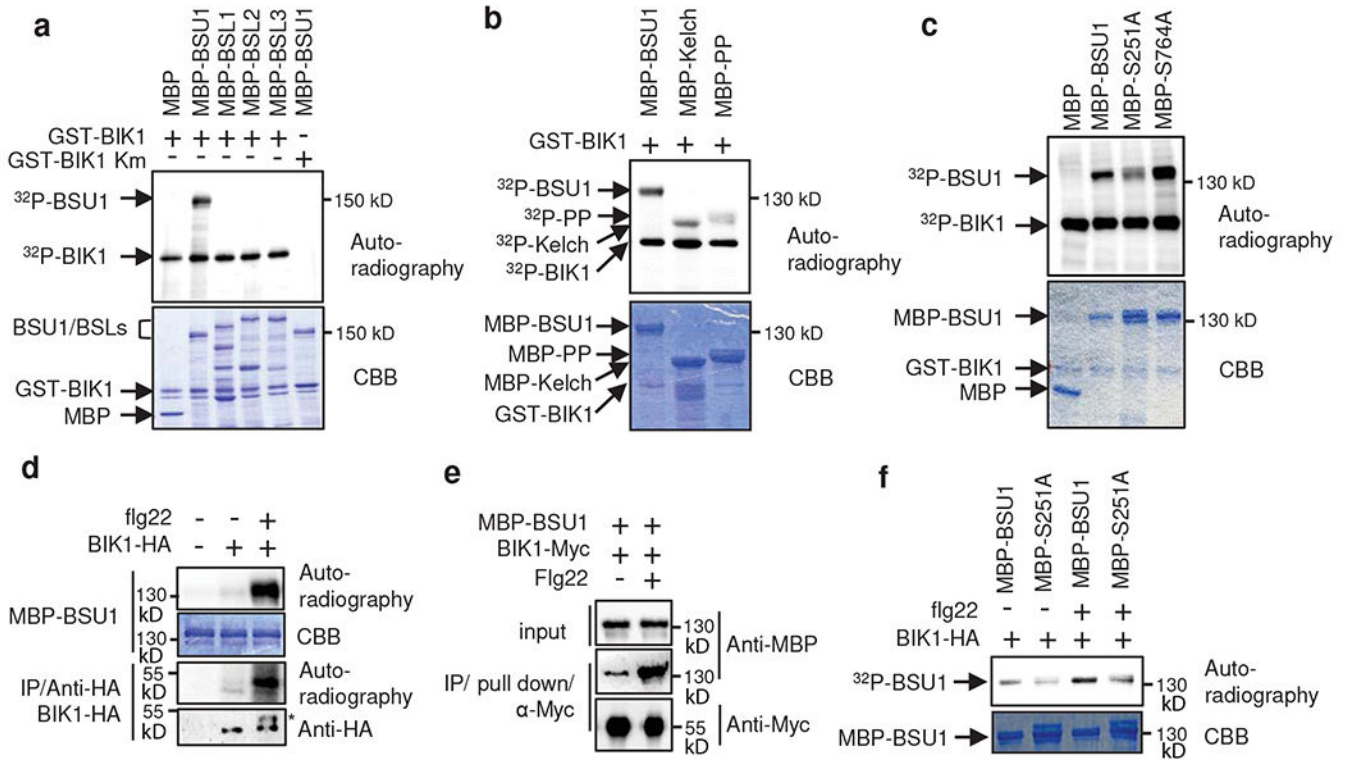 a
MBP
MBP-BSU1
MBP-BSL1
MBP-BSL2
MBP-BSL3
MBP-BSU1
GST-BIK1 + + + + + -
GST-BIK1 Km - - - - - +
³²P-BSU1
150 kD
³²P-BIK1
Auto-
radiography
BSU1/BSLs
150 kD
GST-BIK1
CBB
MBP
b
MBP-BSU1
MBP-Kelch
MBP-PP
GST-BIK1 + + +
³²P-BSU1
130 kD
³²P-PP
³²P-Kelch
³²P-BIK1
Auto-
radiography
MBP-BSU1
130 kD
MBP-PP
MBP-Kelch
GST-BIK1
CBB
c
MBP
MBP-BSU1
MBP-S251A
MBP-S764A
³²P-BSU1
130 kD
³²P-BIK1
Auto-
radiography
MBP-BSU1
130 kD
GST-BIK1
MBP
CBB
d
flg22 - - +
BIK1-HA - + +
MBP-BSU1
130
kD
Auto-
radiography
130
kD
CBB
IP/Anti-HA
BIK1-HA
55
kD
Auto-
radiography
55
kD
*
Anti-HA
e
MBP-BSU1 + +
BIK1-Myc + +
Flg22 - +
input
130
kD
Anti-MBP
IP/ pull down/
α-Myc
130
kD
55
kD
Anti-Myc
f
MBP-BSU1
MBP-S251A
MBP-BSU1
MBP-S251A
flg22 - - + +
BIK1-HA + + + +
³²P-BSU1
130
kD
Auto-
radiography
MBP-BSU1
130
kD
CBB